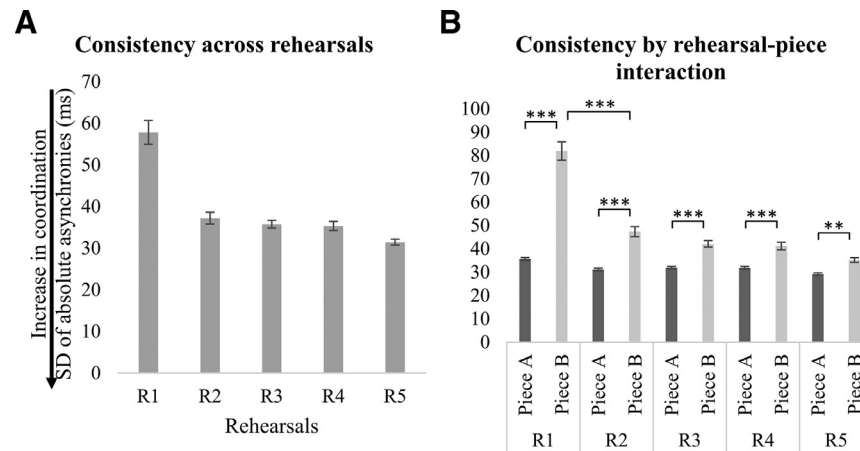 A
Consistency across rehearsals
Increase in coordination
SD of absolute asynchronies (ms)
70
60
50
40
30
20
10
0
R1 R2 R3 R4 R5
Rehearsals
B
Consistency by rehearsal-piece
interaction
100
90
80
70
60
50
40
30
20
10
0
*** ***
*** *** *** **
Piece A Piece B Piece A Piece B Piece A Piece B Piece A Piece B Piece A Piece B
R1 R2 R3 R4 R5